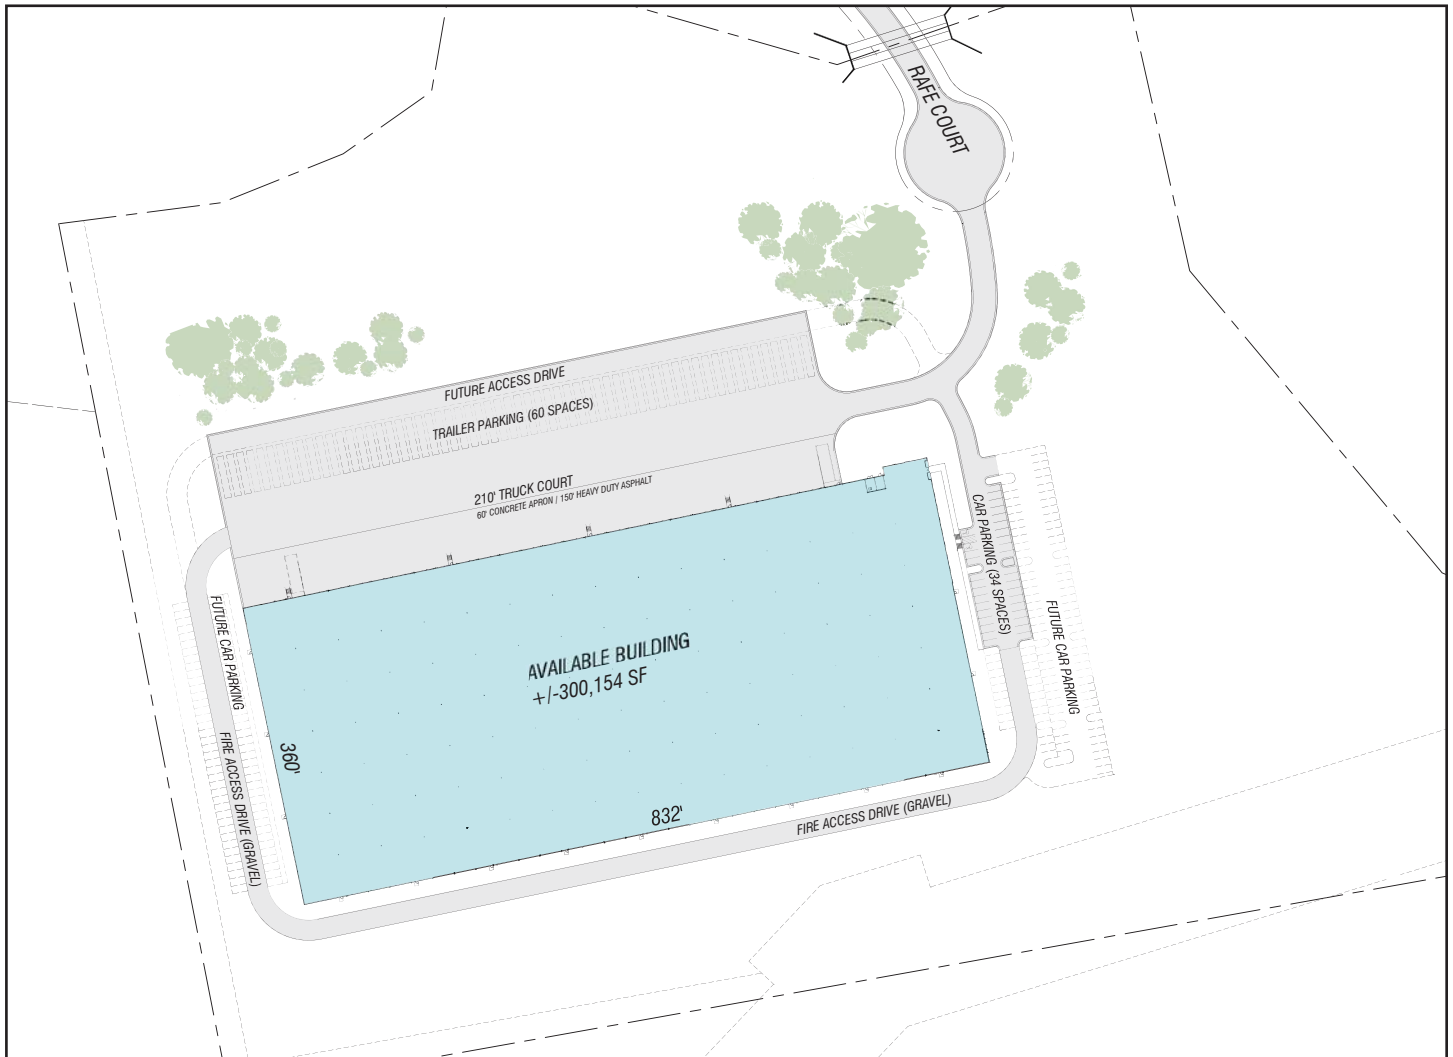 RAFE COURT
FUTURE ACCESS DRIVE
TRAILER PARKING (60 SPACES)
210' TRUCK COURT
60' CONCRETE APRON / 150' HEAVY DUTY ASPHALT
CAR PARKING (34 SPACES)
FUTURE CAR PARKING
FUTURE CAR PARKING
AVAILABLE BUILDING
+/-300,154 SF
360'
832'
FIRE ACCESS DRIVE (GRAVEL)
FIRE ACCESS DRIVE (GRAVEL)